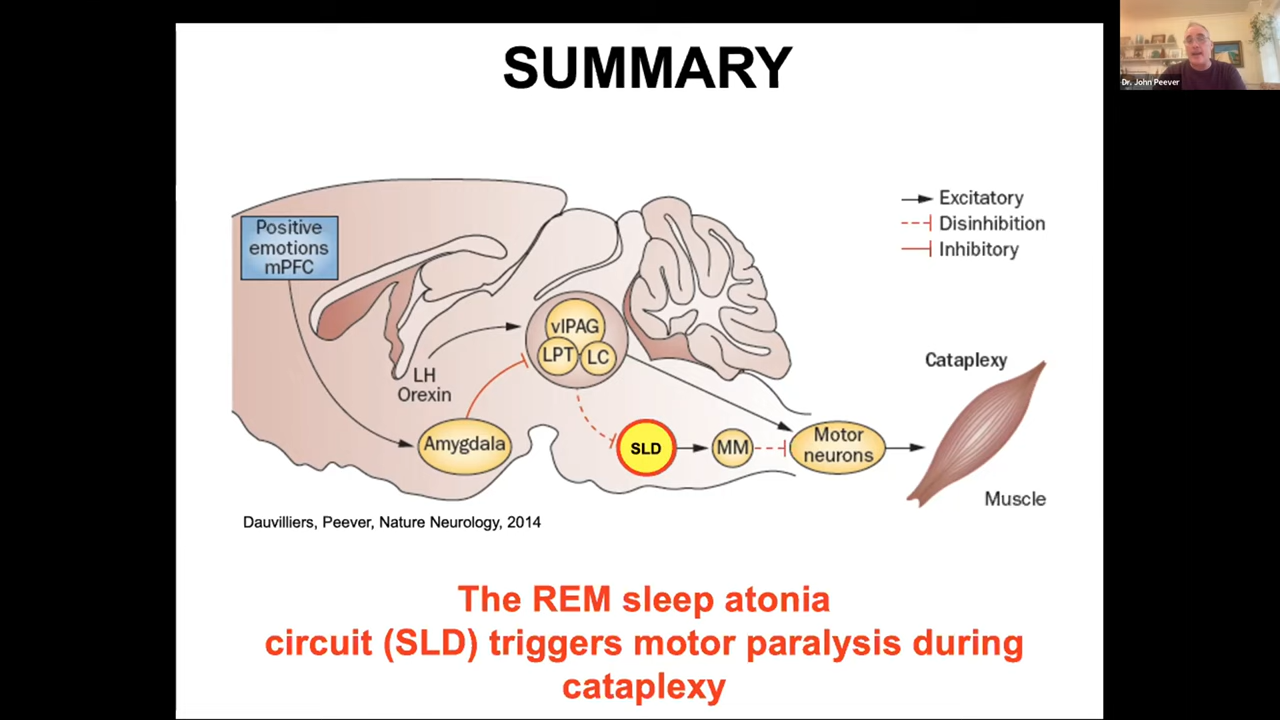 SUMMARY
Dr. John Peever
Positive
emotions
mPFC
Excitatory
Disinhibition
Inhibitory
vlPAG
LPT
LC
LH
Orexin
Amygdala
SLD
MM
Motor
neurons
Cataplexy
Muscle
Dauvilliers, Peever, Nature Neurology, 2014
The REM sleep atonia
circuit (SLD) triggers motor paralysis during
cataplexy